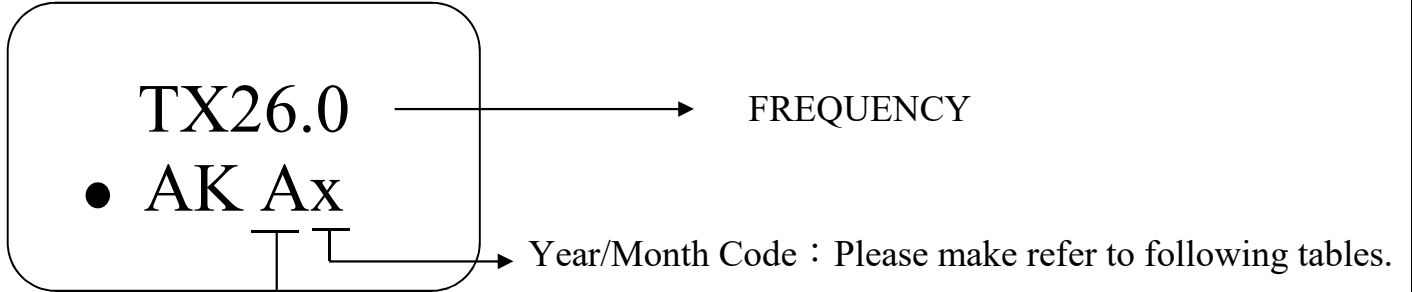 TX26.0
FREQUENCY
● AK Ax
Year/Month Code：Please make refer to following tables.